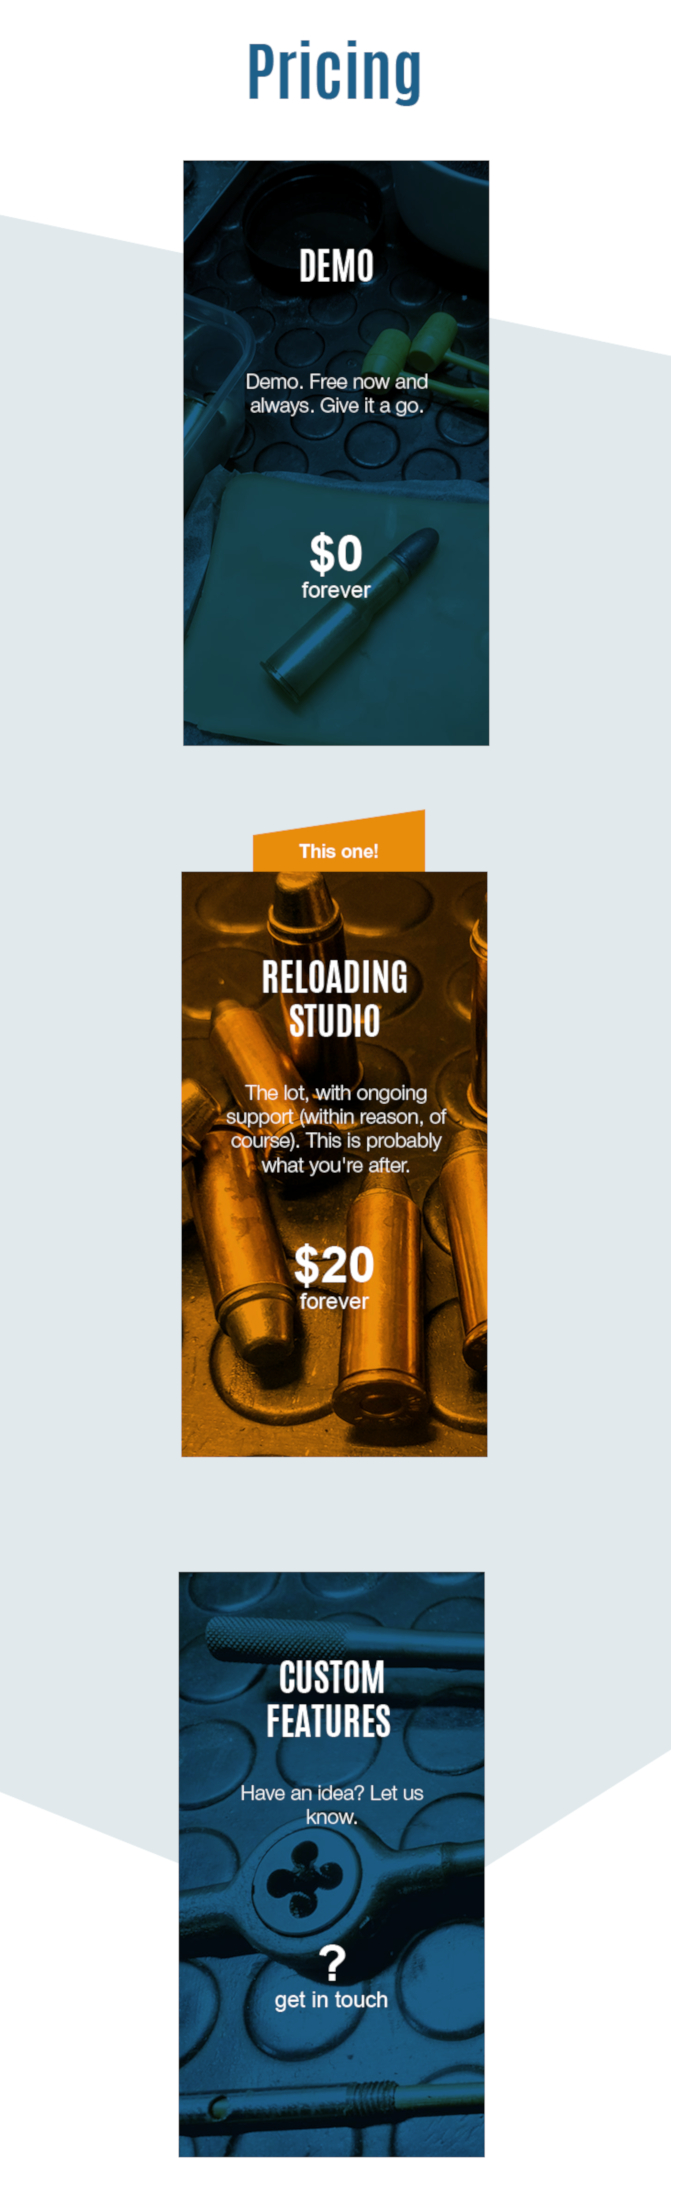 Pricing
DEMO
Demo. Free now and
always. Give it a go.
$0
forever
This one!
RELOADING
STUDIO
The lot, with ongoing
support (within reason, of
course). This is probably
what you're after.
$20
forever
CUSTOM
FEATURES
Have an idea? Let us
know.
?
get in touch